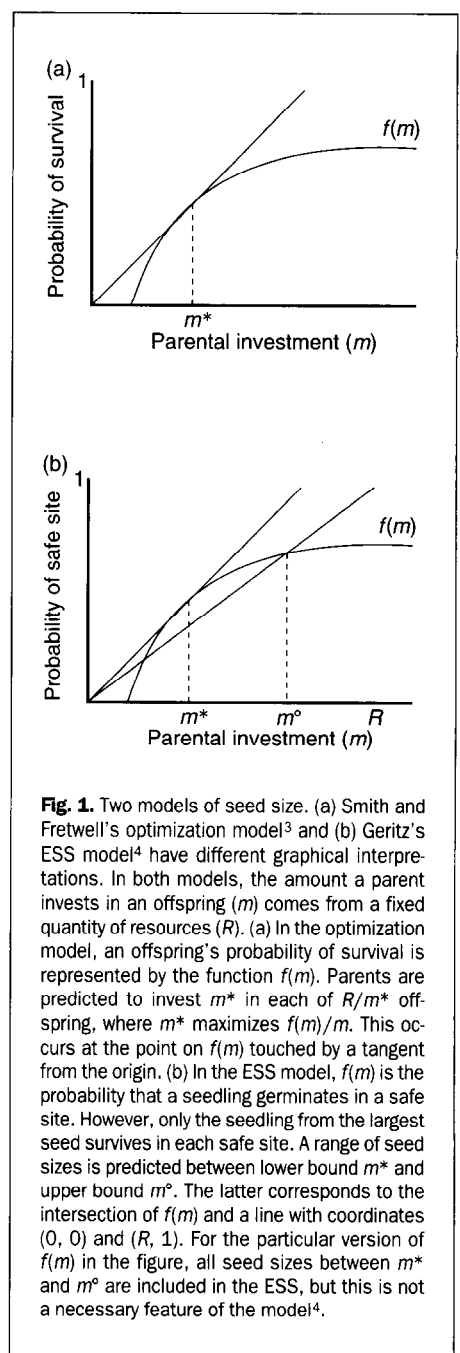 (a)
1
Probability of survival
f(m)
m*
Parental investment (m)
(b)
1
Probability of safe site
f(m)
m* m° R
Parental investment (m)
Fig. 1. Two models of seed size. (a) Smith and
Fretwell's optimization model³ and (b) Geritz's
ESS model⁴ have different graphical interpre-
tations. In both models, the amount a parent
invests in an offspring (m) comes from a fixed
quantity of resources (R). (a) In the optimization
model, an offspring's probability of survival is
represented by the function f(m). Parents are
predicted to invest m* in each of R/m* off-
spring, where m* maximizes f(m)/m. This oc-
curs at the point on f(m) touched by a tangent
from the origin. (b) In the ESS model, f(m) is the
probability that a seedling germinates in a safe
site. However, only the seedling from the largest
seed survives in each safe site. A range of seed
sizes is predicted between lower bound m* and
upper bound m°. The latter corresponds to the
intersection of f(m) and a line with coordinates
(0, 0) and (R, 1). For the particular version of
f(m) in the figure, all seed sizes between m*
and m° are included in the ESS, but this is not
a necessary feature of the model⁴.